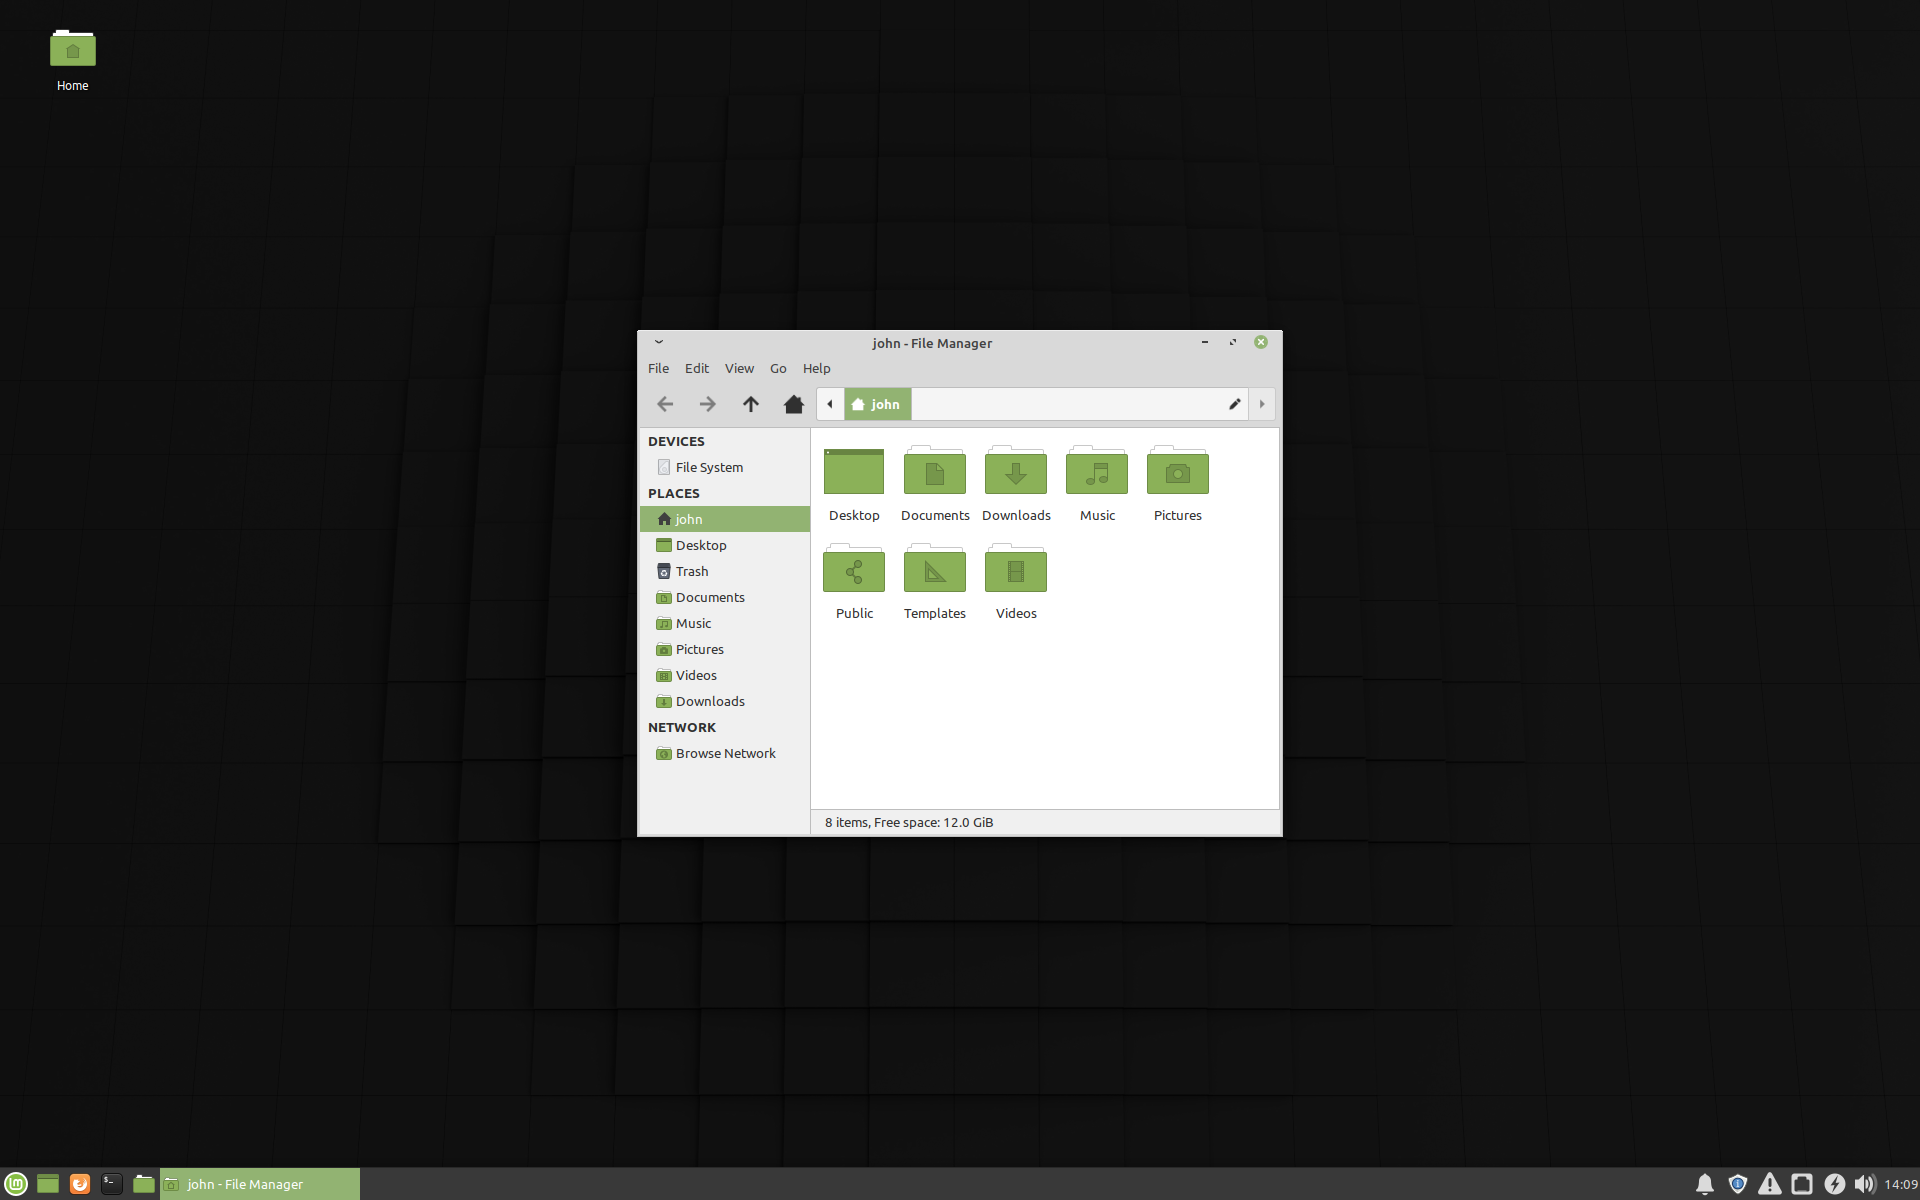 Home
john - File Manager
File Edit View Go Help
john
DEVICES
File System
PLACES
john
Desktop
Trash
Documents
Music
Pictures
Videos
Downloads
NETWORK
Browse Network
Desktop Documents Downloads Music Pictures
Public Templates Videos
8 items, Free space: 12.0 GiB
john - File Manager
14:09